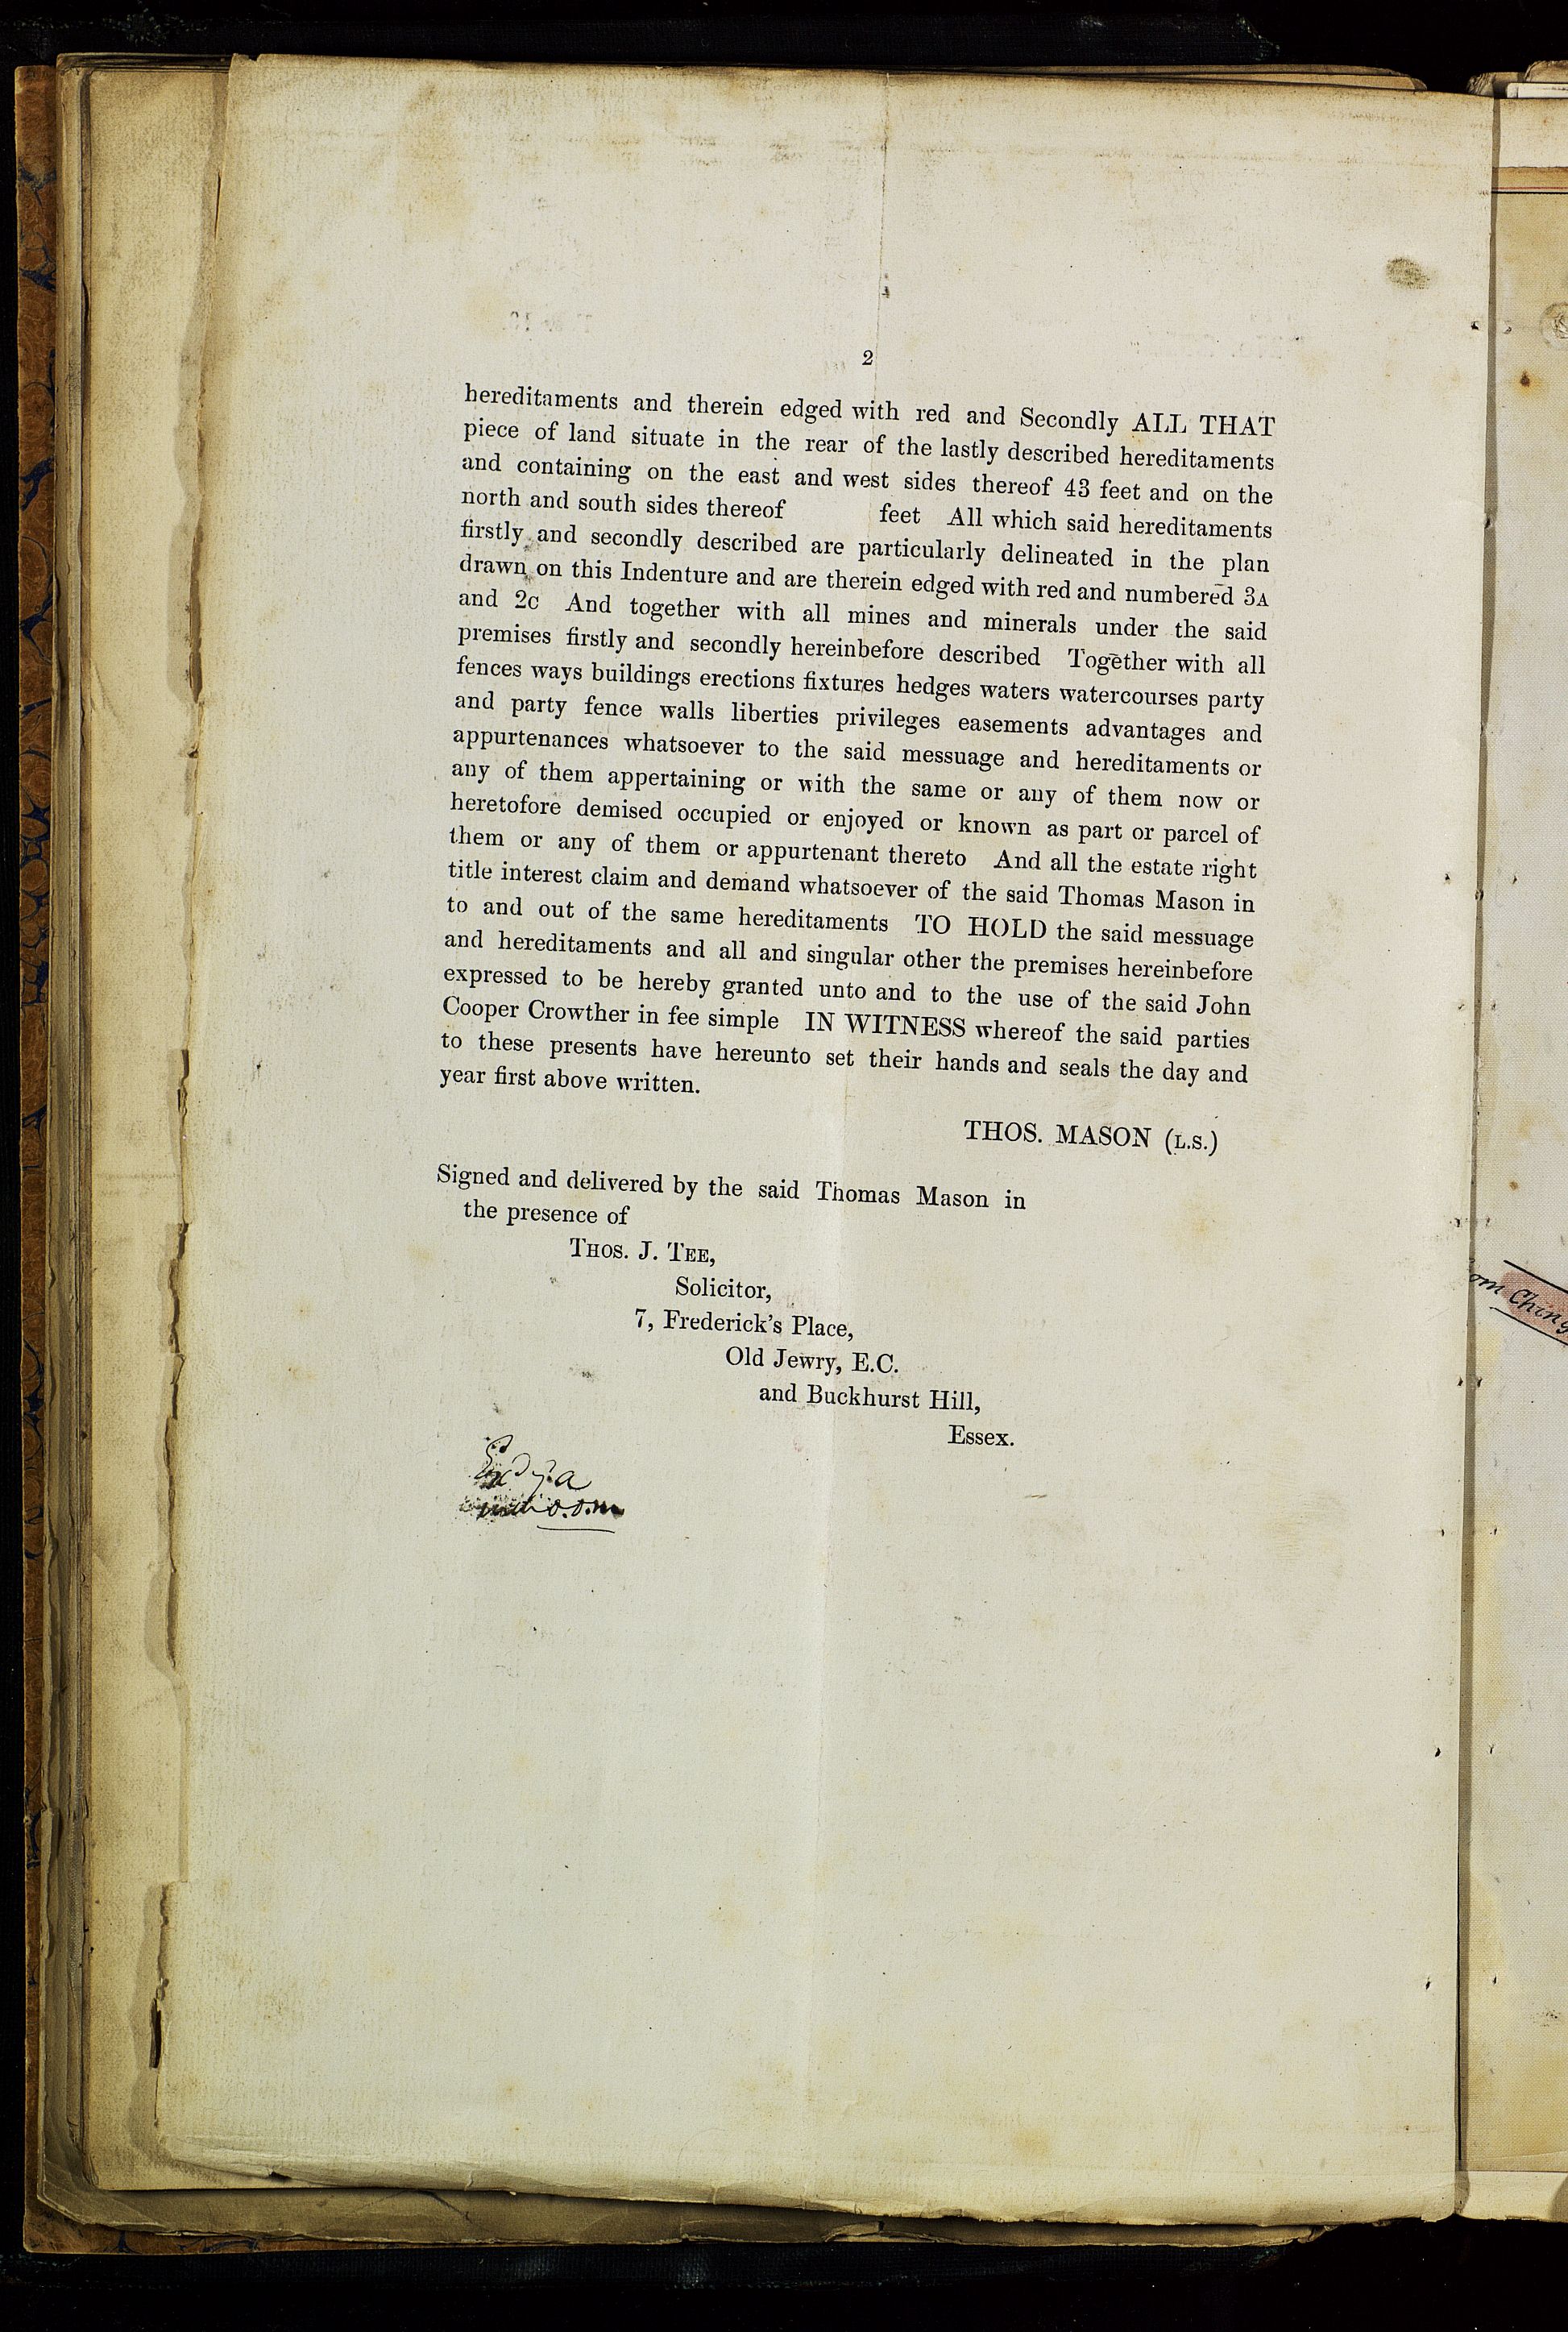 2
hereditaments and therein edged with red and Secondly ALL THAT
piece of land situate in the rear of the lastly described hereditaments
and containing on the east and west sides thereof 43 feet and on the
north and south sides thereof feet All which said hereditaments
firstly and secondly described are particularly delineated in the plan
drawn on this Indenture and are therein edged with red and numbered 3A
and 2C And together with all mines and minerals under the said
premises firstly and secondly hereinbefore described Together with all
fences ways buildings erections fixtures hedges waters watercourses party
and party fence walls liberties privileges easements advantages and
appurtenances whatsoever to the said messuage and hereditaments or
any of them appertaining or with the same or any of them now or
heretofore demised occupied or enjoyed or known as part or parcel of
them or any of them or appurtenant thereto And all the estate right
title interest claim and demand whatsoever of the said Thomas Mason in
to and out of the same hereditaments TO HOLD the said messuage
and hereditaments and all and singular other the premises hereinbefore
expressed to be hereby granted unto and to the use of the said John
Cooper Crowther in fee simple IN WITNESS whereof the said parties
to these presents have hereunto set their hands and seals the day and
year first above written.
THOS. MASON (L.S.)
Signed and delivered by the said Thomas Mason in
the presence of
THOS. J. TEE,
Solicitor,
7, Frederick's Place,
Old Jewry, E.C.
and Buckhurst Hill,
Essex.
om Ching